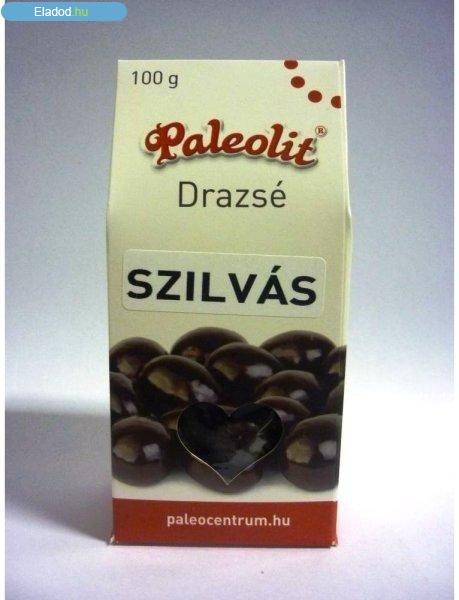 Eladod.hu
100 g
Paleolit®
Drazsé
SZILVÁS
paleocentrum.hu